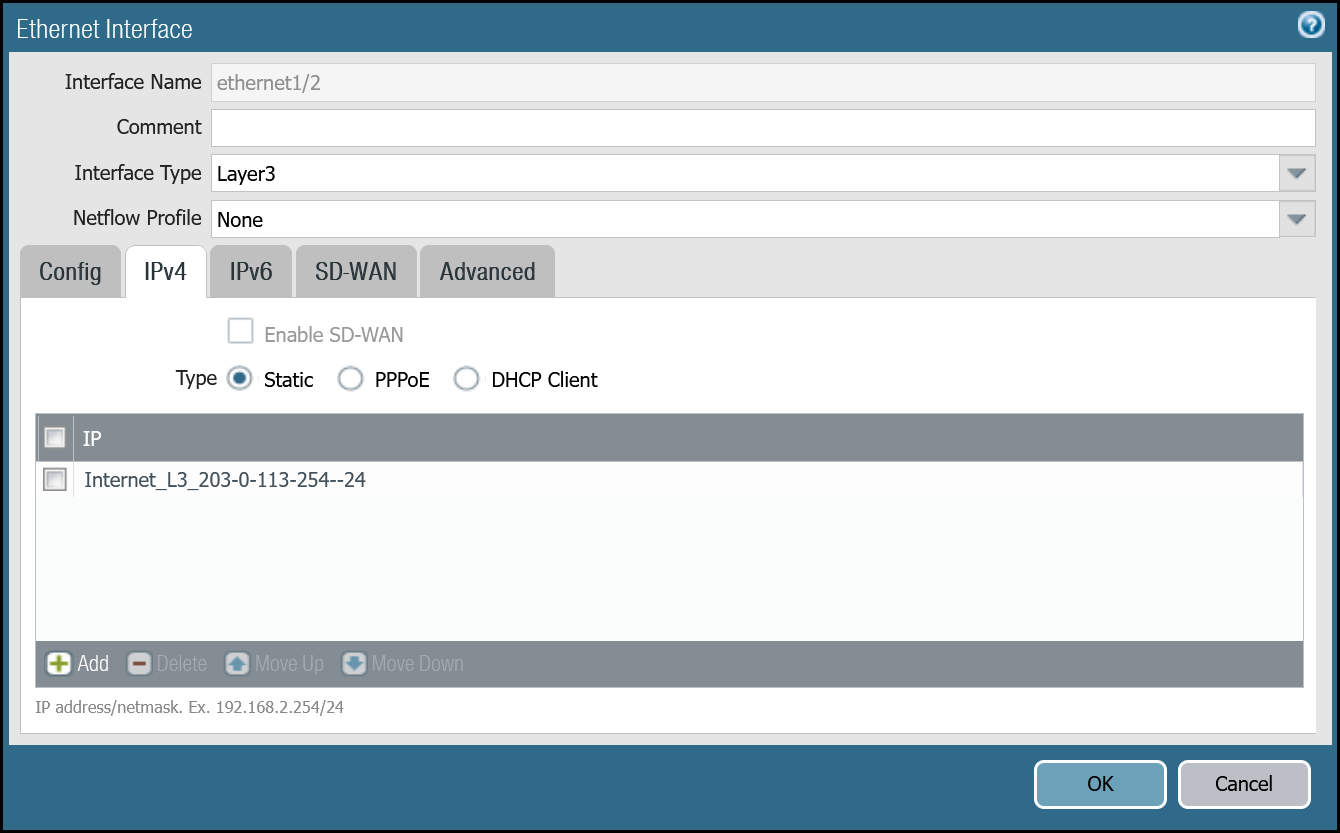 Ethernet Interface ?
Interface Name ethernet1/2
Comment
Interface Type Layer3
Netflow Profile None
Config IPv4 IPv6 SD-WAN Advanced
Enable SD-WAN
Type Static PPPoE DHCP Client
IP
Internet_L3_203-0-113-254--24
Add Delete Move Up Move Down
IP address/netmask. Ex. 192.168.2.254/24
OK Cancel